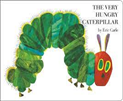 THE VERY
HUNGRY
CATERPILLAR
by Eric Carle